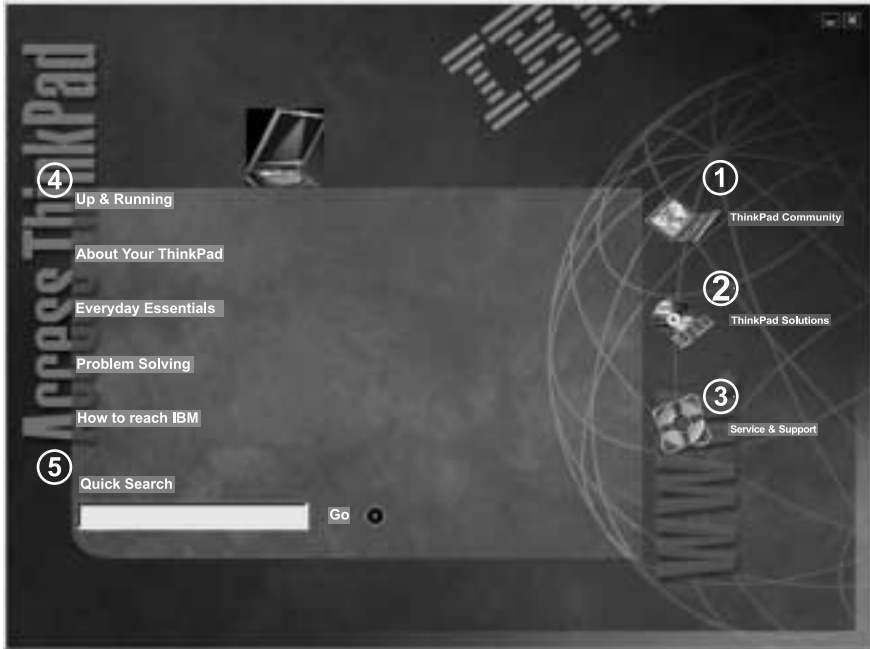 IBM
Access ThinkPad
4
Up & Running
About Your ThinkPad
Everyday Essentials
Problem Solving
How to reach IBM
5
Quick Search
Go
1
ThinkPad Community
2
ThinkPad Solutions
3
Service & Support
WWW